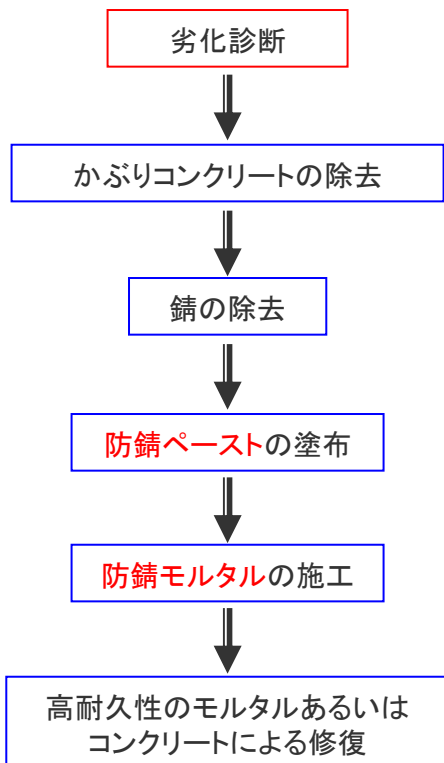 劣化診断
かぶりコンクリートの除去
錆の除去
防錆ペーストの塗布
防錆モルタルの施工
高耐久性のモルタルあるいは
コンクリートによる修復